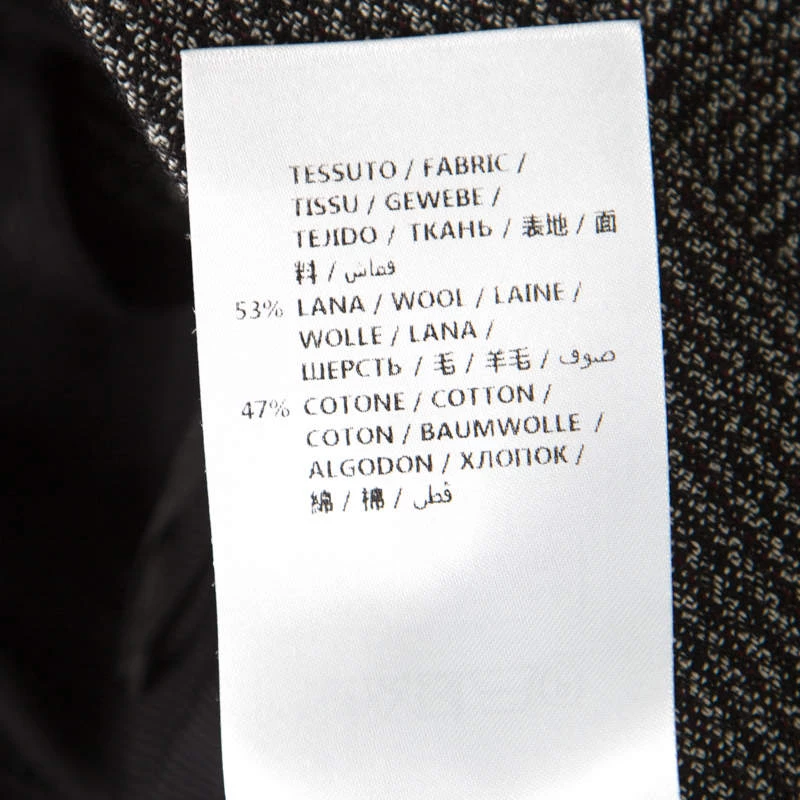 TESSUTO / FABRIC /
TISSU / GEWEBE /
TEJIDO / ТКАНЬ / 表地 / 面
料 / قماش
53% LANA / WOOL / LAINE /
WOLLE / LANA /
ШЕРСТЬ / 毛 / 羊毛 / صوف
47% COTONE / COTTON /
COTON / BAUMWOLLE /
ALGODON / ХЛОПОК /
綿 / 棉 / قطن